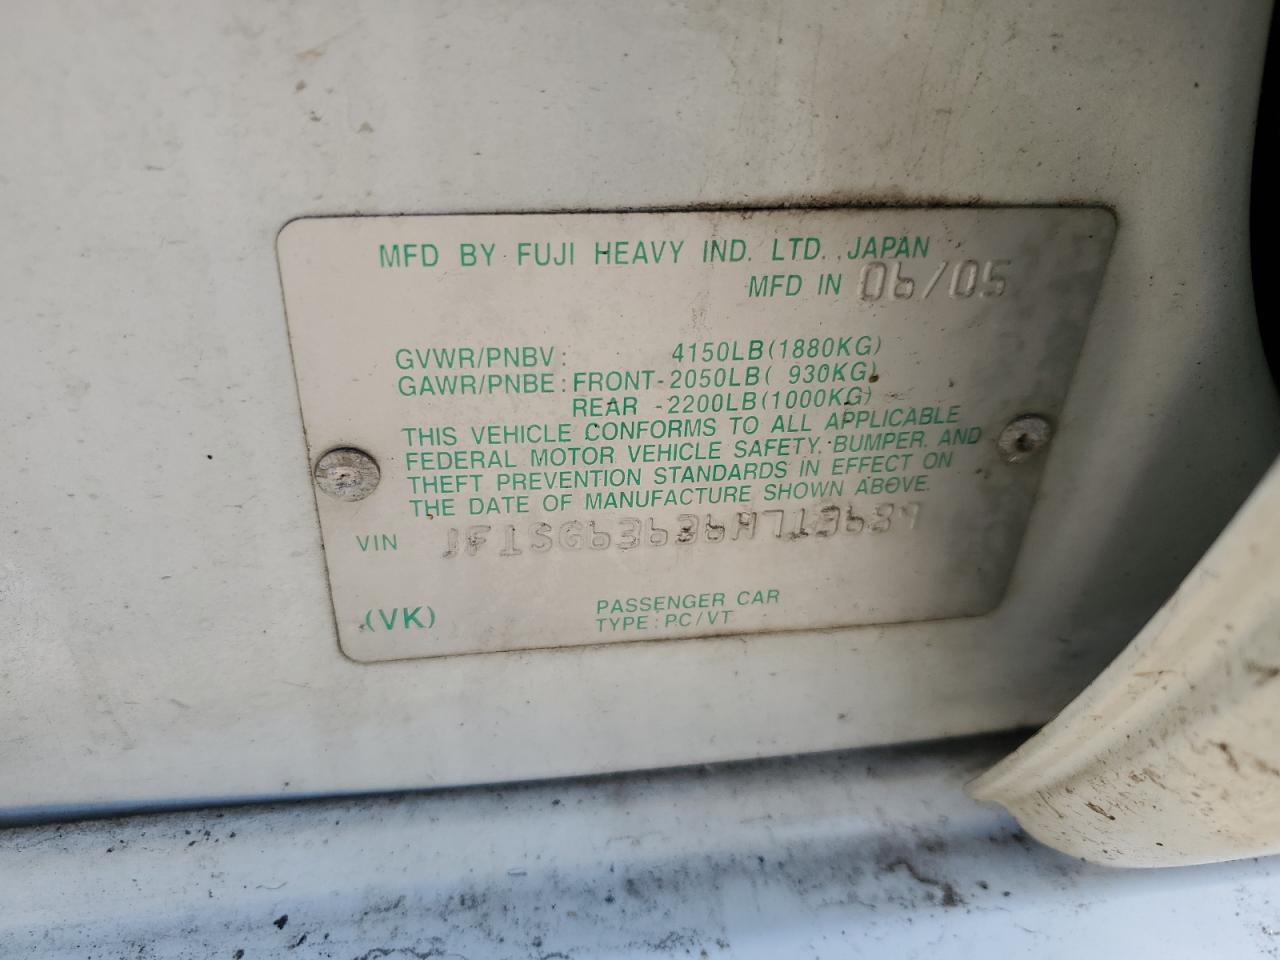 MFD BY FUJI HEAVY IND. LTD. JAPAN
MFD IN 06/05
GVWR/PNBV: 4150LB(1880KG)
GAWR/PNBE: FRONT-2050LB( 930KG)
REAR -2200LB(1000KG)
THIS VEHICLE CONFORMS TO ALL APPLICABLE
FEDERAL MOTOR VEHICLE SAFETY, BUMPER, AND
THEFT PREVENTION STANDARDS IN EFFECT ON
THE DATE OF MANUFACTURE SHOWN ABOVE.
VIN
(VK)
PASSENGER CAR
TYPE: PC/VT